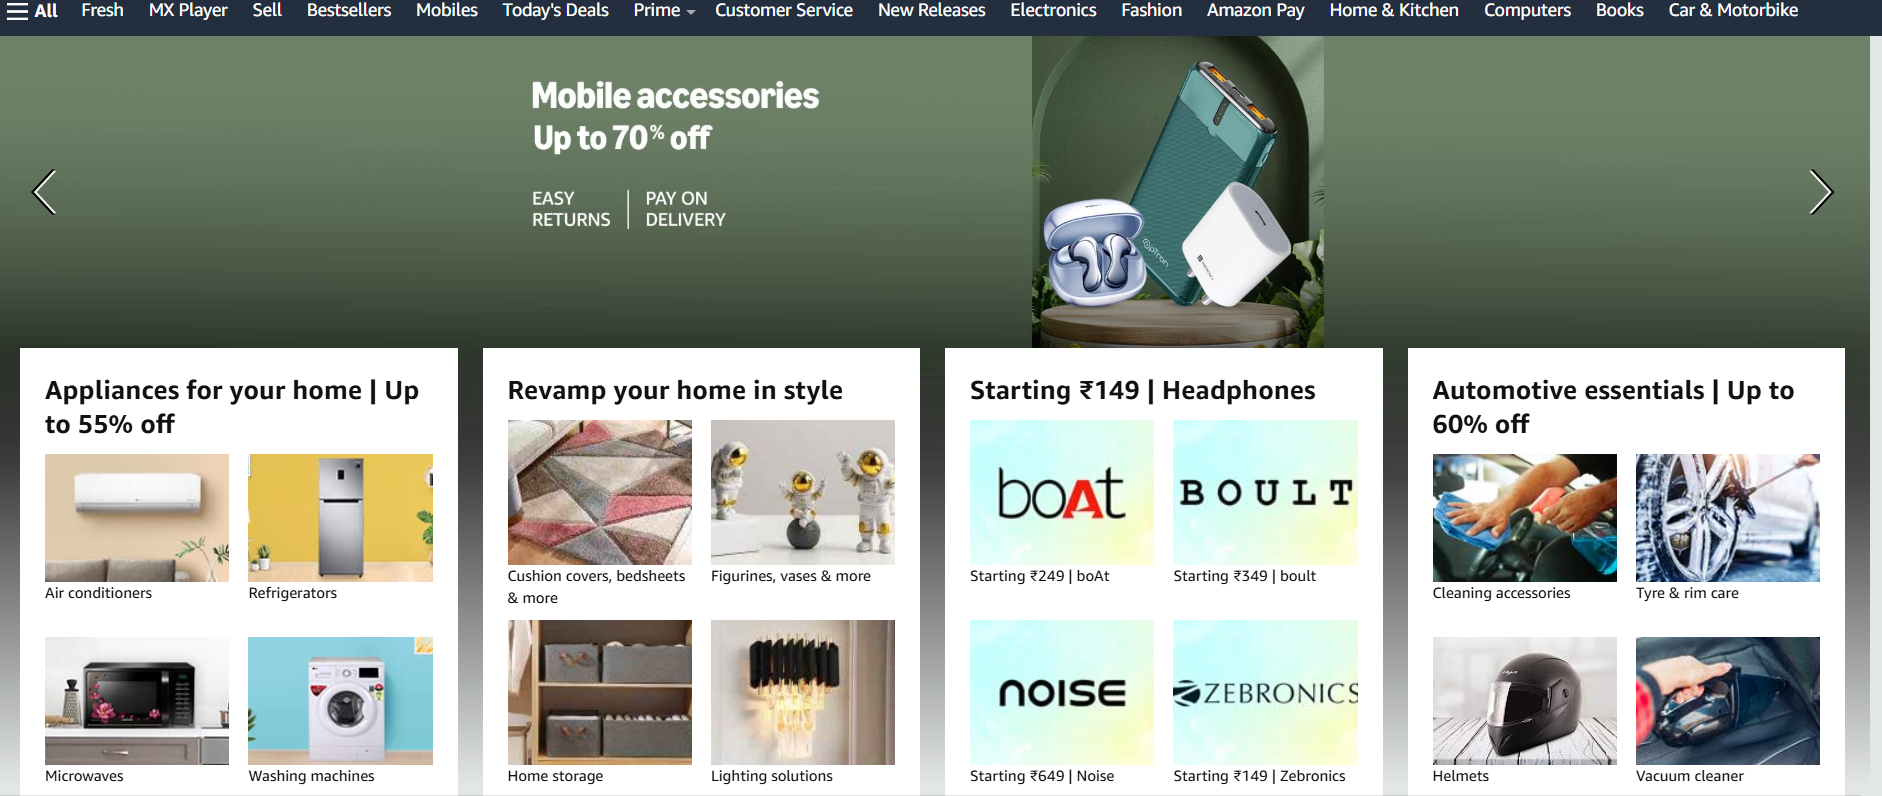 All Fresh MX Player Sell Bestsellers Mobiles Today's Deals Prime Customer Service New Releases Electronics Fashion Amazon Pay Home & Kitchen Computers Books Car & Motorbike
Mobile accessories
Up to 70% off
EASY
RETURNS
PAY ON
DELIVERY
pTron
Appliances for your home | Up
to 55% off
Air conditioners
Refrigerators
Microwaves
Washing machines
Revamp your home in style
Cushion covers, bedsheets
& more
Figurines, vases & more
Home storage
Lighting solutions
Starting ₹149 | Headphones
boAt
BOULT
Starting ₹249 | boAt
Starting ₹349 | boult
noise
ZEBRONICS
Starting ₹649 | Noise
Starting ₹149 | Zebronics
Automotive essentials | Up to
60% off
Cleaning accessories
Tyre & rim care
Helmets
Vacuum cleaner